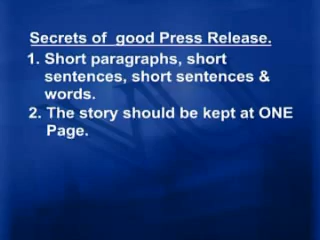 Secrets of good Press Release.
1. Short paragraphs, short
sentences, short sentences &
words.
2. The story should be kept at ONE
Page.